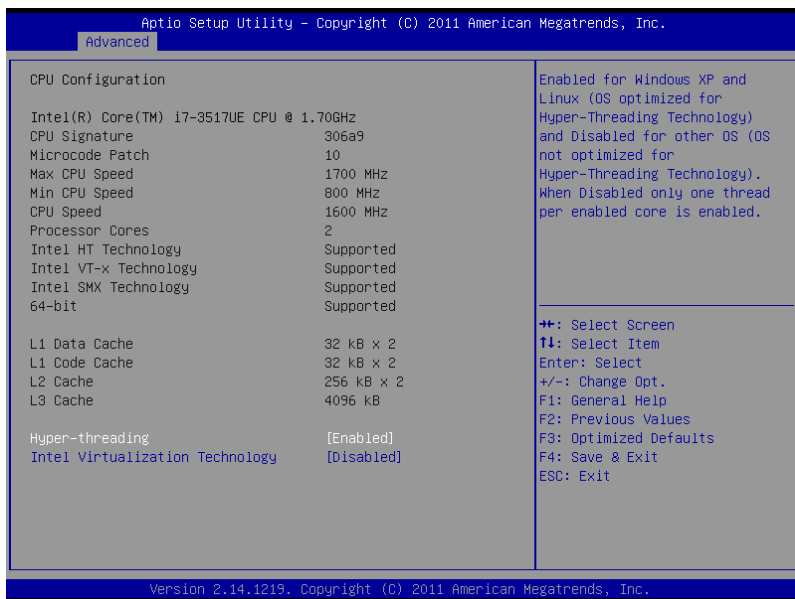 Aptio Setup Utility – Copyright (C) 2011 American Megatrends, Inc.
Advanced
CPU Configuration
Intel(R) Core(TM) i7-3517UE CPU @ 1.70GHz
CPU Signature 306a9
Microcode Patch 10
Max CPU Speed 1700 MHz
Min CPU Speed 800 MHz
CPU Speed 1600 MHz
Processor Cores 2
Intel HT Technology Supported
Intel VT-x Technology Supported
Intel SMX Technology Supported
64-bit Supported
L1 Data Cache 32 kB x 2
L1 Code Cache 32 kB x 2
L2 Cache 256 kB x 2
L3 Cache 4096 kB
Hyper-threading [Enabled]
Intel Virtualization Technology [Disabled]
Enabled for Windows XP and
Linux (OS optimized for
Hyper-Threading Technology)
and Disabled for other OS (OS
not optimized for
Hyper-Threading Technology).
When Disabled only one thread
per enabled core is enabled.
→←: Select Screen
↑↓: Select Item
Enter: Select
+/-: Change Opt.
F1: General Help
F2: Previous Values
F3: Optimized Defaults
F4: Save & Exit
ESC: Exit
Version 2.14.1219. Copyright (C) 2011 American Megatrends, Inc.